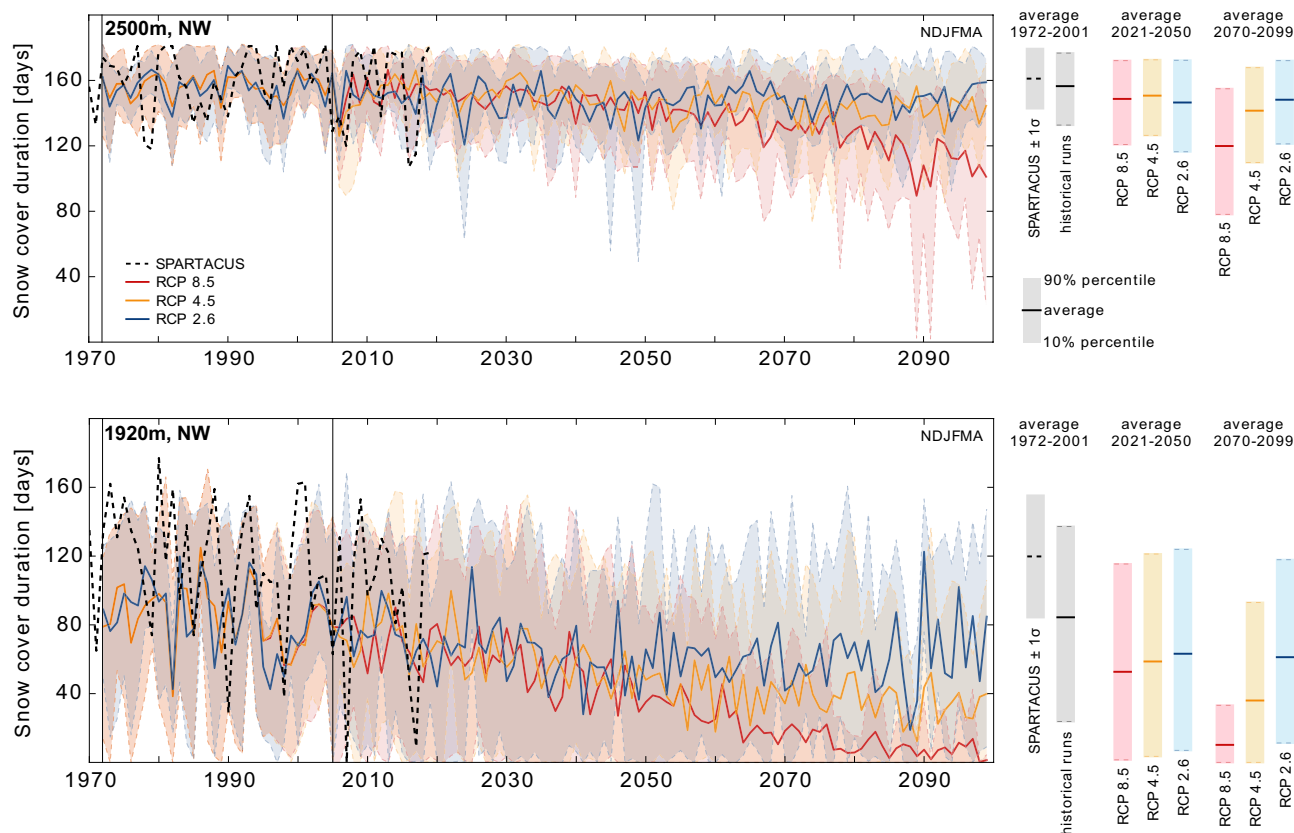 2500m, NW
NDJFMA
Snow cover duration [days]
160
120
80
40
SPARTACUS
RCP 8.5
RCP 4.5
RCP 2.6
1970
1990
2010
2030
2050
2070
2090
average
1972-2001
average
2021-2050
average
2070-2099
SPARTACUS ± 1σ
historical runs
RCP 8.5
RCP 4.5
RCP 2.6
RCP 8.5
RCP 4.5
RCP 2.6
90% percentile
average
10% percentile
1920m, NW
NDJFMA
Snow cover duration [days]
160
120
80
40
1970
1990
2010
2030
2050
2070
2090
average
1972-2001
average
2021-2050
average
2070-2099
SPARTACUS ± 1σ
historical runs
RCP 8.5
RCP 4.5
RCP 2.6
RCP 8.5
RCP 4.5
RCP 2.6